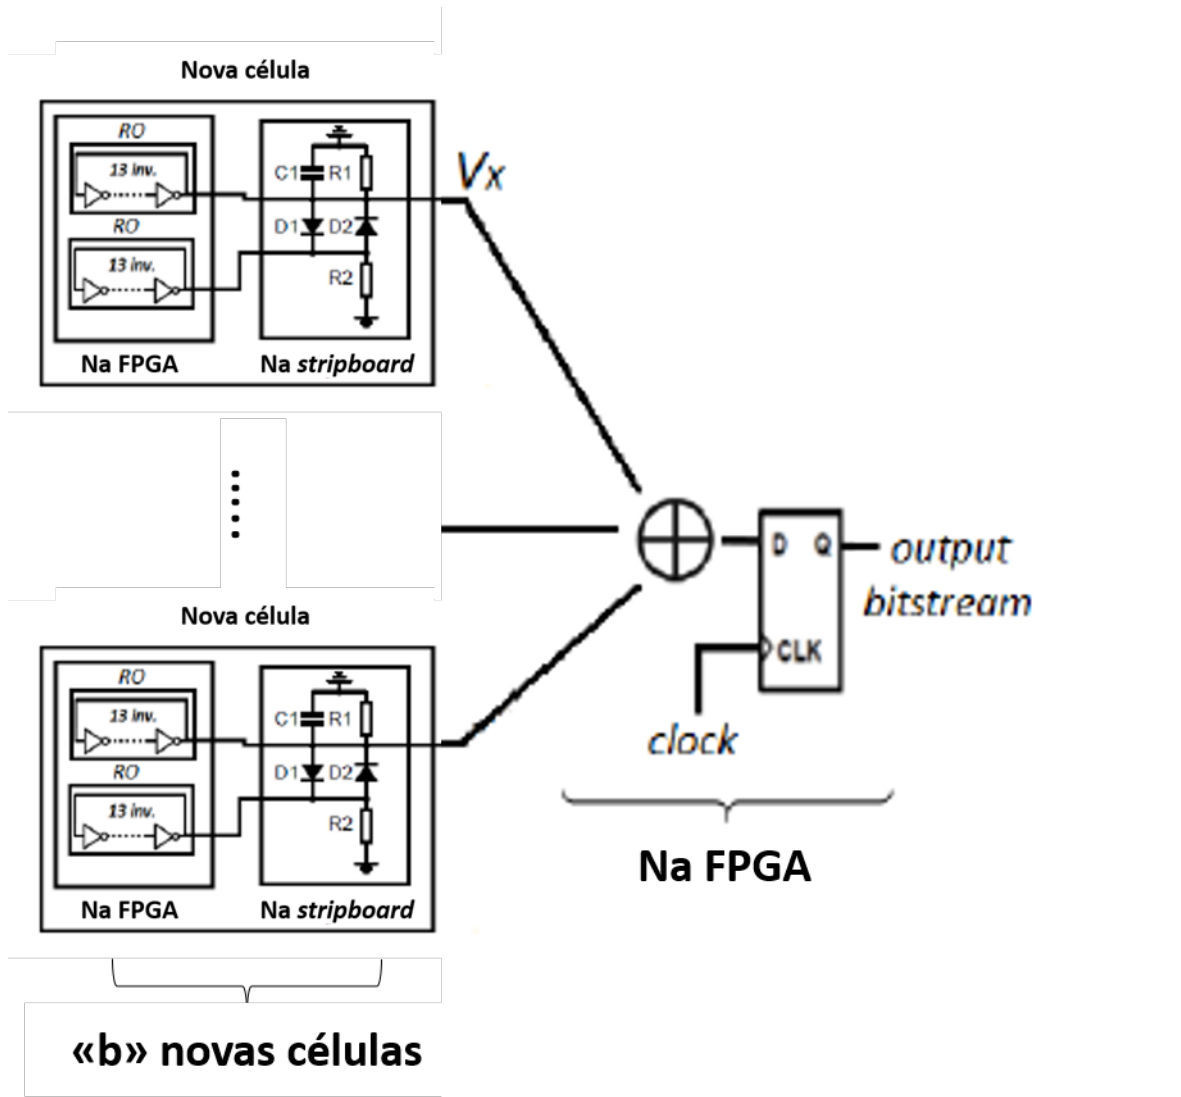 Nova célula
RO
13 inv.
RO
13 inv.
C1 R1
D1 D2
R2
Na FPGA
Na stripboard
Vx
Nova célula
RO
13 inv.
RO
13 inv.
C1 R1
D1 D2
R2
Na FPGA
Na stripboard
D Q
CLK
output
bitstream
clock
Na FPGA
«b» novas células